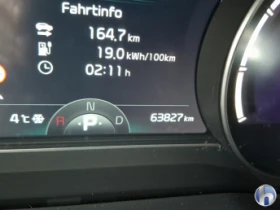 Fahrtinfo
164.7 km
19.0 kWh/100km
02:11 h
N
4°C R P D 63827 km
h